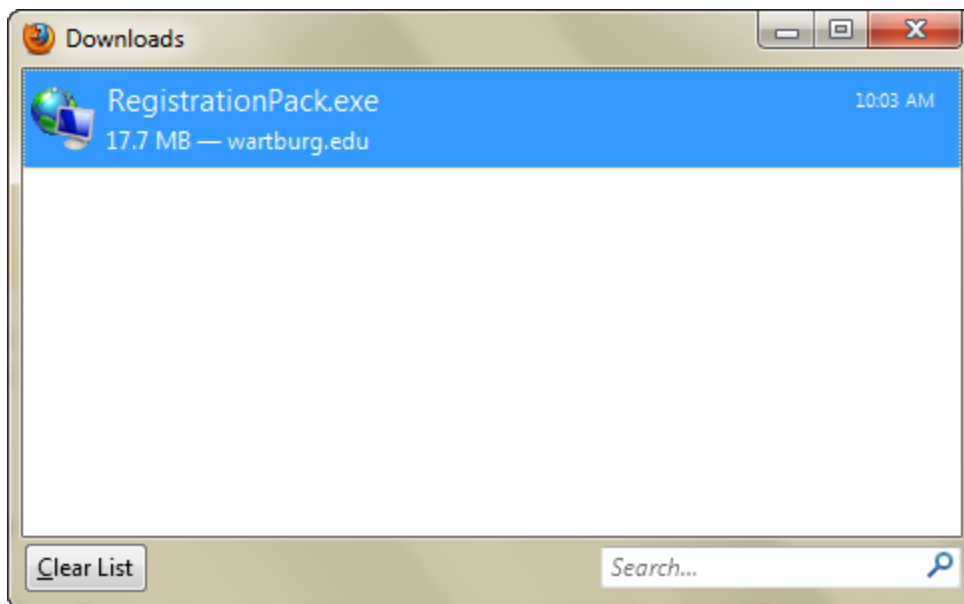 Downloads
RegistrationPack.exe
10:03 AM
17.7 MB — wartburg.edu
Clear List
Search...